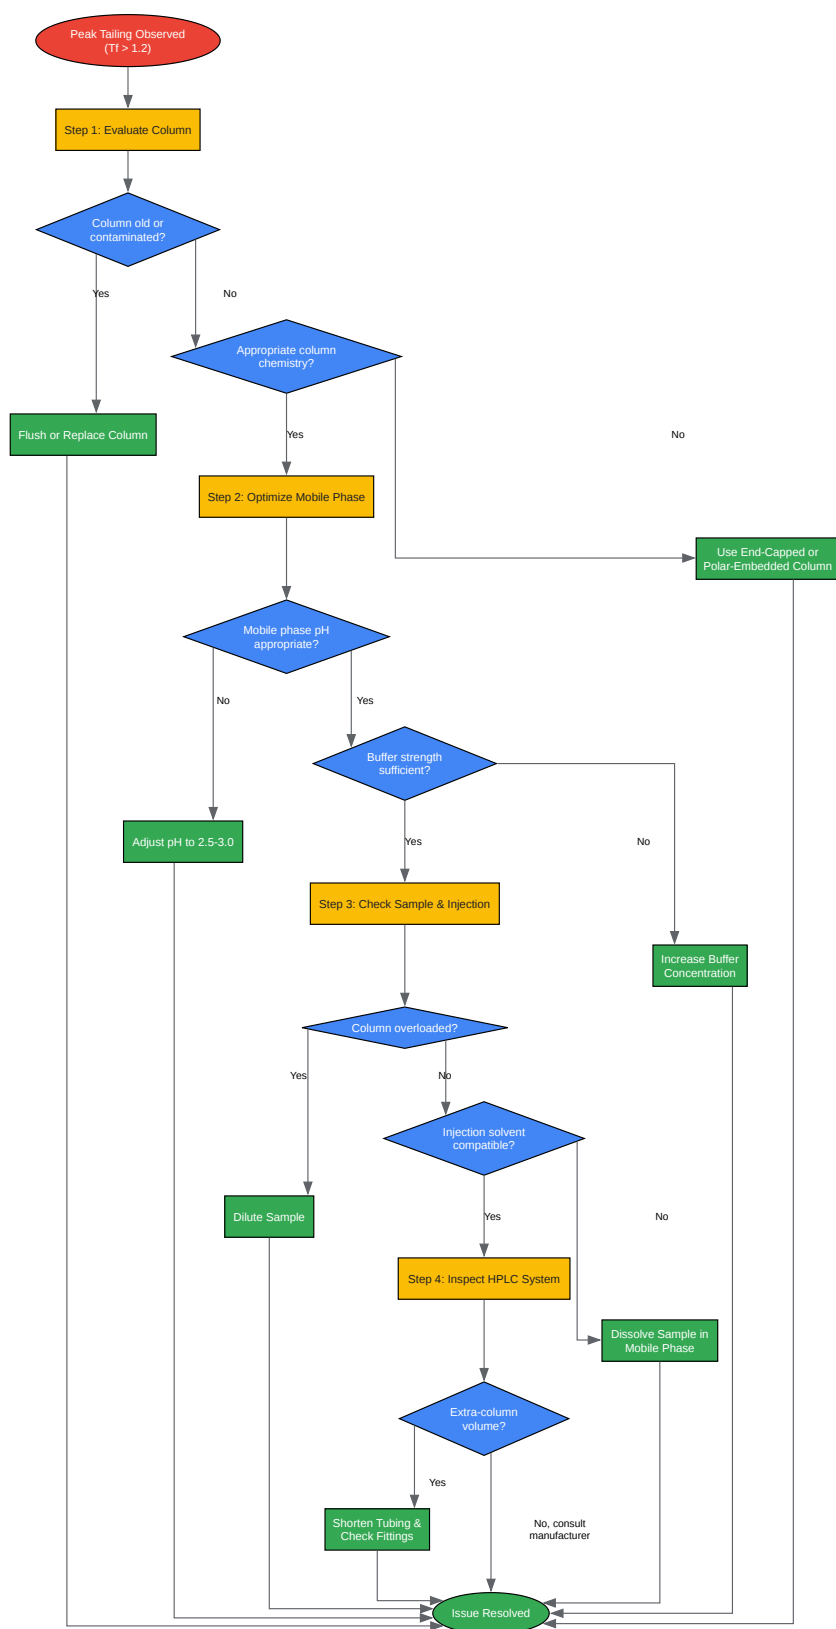 Peak Tailing Observed
(Tf > 1.2)
Step 1: Evaluate Column
Column old or
contaminated?
Yes
No
Appropriate column
chemistry?
Flush or Replace Column
Yes
No
Step 2: Optimize Mobile Phase
Use End-Capped or
Polar-Embedded Column
Mobile phase pH
appropriate?
No
Yes
Buffer strength
sufficient?
Adjust pH to 2.5-3.0
Yes
No
Step 3: Check Sample & Injection
Increase Buffer
Concentration
Column overloaded?
Yes
No
Injection solvent
compatible?
Dilute Sample
Yes
No
Step 4: Inspect HPLC System
Dissolve Sample in
Mobile Phase
Extra-column
volume?
Yes
Shorten Tubing &
Check Fittings
No, consult
manufacturer
Issue Resolved